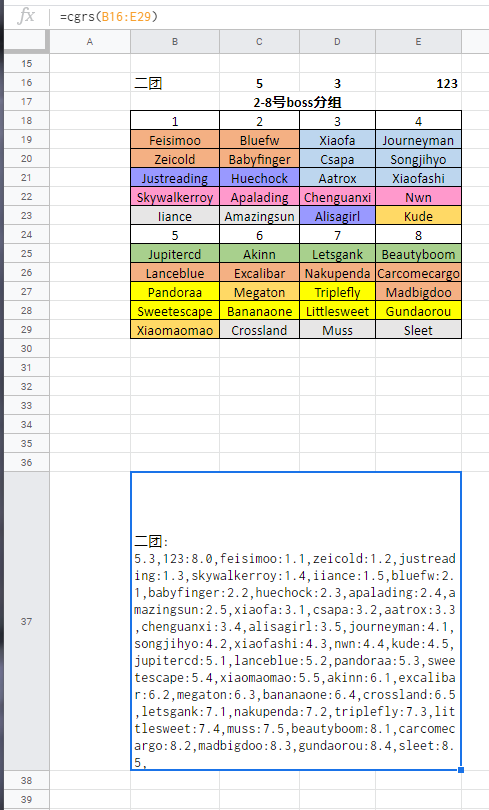 fx =cgrs(B16:E29)
A B C D E
15
16 二团 5 3 123
17 2-8号boss分组
18 1 2 3 4
19 Feisimoo Bluefw Xiaofa Journeyman
20 Zeicold Babyfinger Csapa Songjihyo
21 Justreading Huechock Aatrox Xiaofashi
22 Skywalkerroy Apalading Chenguanxi Nwn
23 Iiance Amazingsun Alisagirl Kude
24 5 6 7 8
25 Jupitercd Akinn Letsgank Beautyboom
26 Lanceblue Excalibar Nakupenda Carcomecargo
27 Pandoraa Megaton Triplefly Madbigdoo
28 Sweetescape Bananaone Littlesweet Gundaorou
29 Xiaomaomao Crossland Muss Sleet
30
31
32
33
34
35
36
二团:
5.3,123:8.0,feisimoo:1.1,zeicold:1.2,justread
ing:1.3,skywalkerroy:1.4,iiance:1.5,bluefw:2.
1,babyfinger:2.2,huechock:2.3,apalading:2.4,a
mazingsun:2.5,xiaofa:3.1,csapa:3.2,aatrox:3.3
,chenguanxi:3.4,alisagirl:3.5,journeyman:4.1,
37 songjihyo:4.2,xiaofashi:4.3,nwn:4.4,kude:4.5,
jupitercd:5.1,lanceblue:5.2,pandoraa:5.3,swee
tescape:5.4,xiaomaomao:5.5,akinn:6.1,excaliba
r:6.2,megaton:6.3,bananaone:6.4,crossland:6.5
,letsgank:7.1,nakupenda:7.2,triplefly:7.3,lit
tlesweet:7.4,muss:7.5,beautyboom:8.1,carcomec
argo:8.2,madbigdoo:8.3,gundaorou:8.4,sleet:8.
5,
38
39